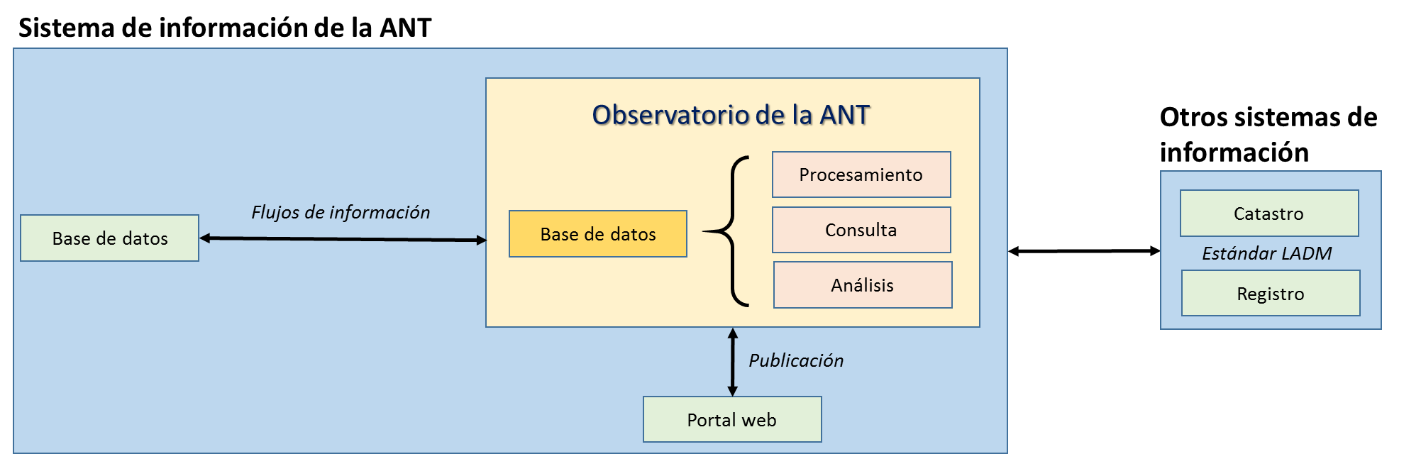 Sistema de información de la ANT
Observatorio de la ANT
Procesamiento
Flujos de información
Base de datos
Base de datos
Consulta
Análisis
Publicación
Portal web
Otros sistemas de
información
Catastro
Estándar LADM
Registro